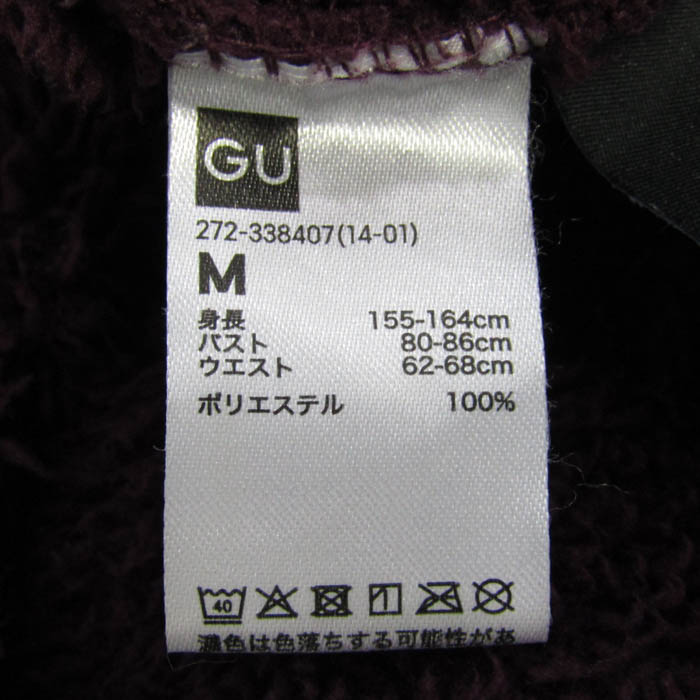 GU
272-338407(14-01)
M
身長 155-164cm
バスト 80-86cm
ウエスト 62-68cm
ポリエステル 100%
40
濃色は色落ちする可能性があ